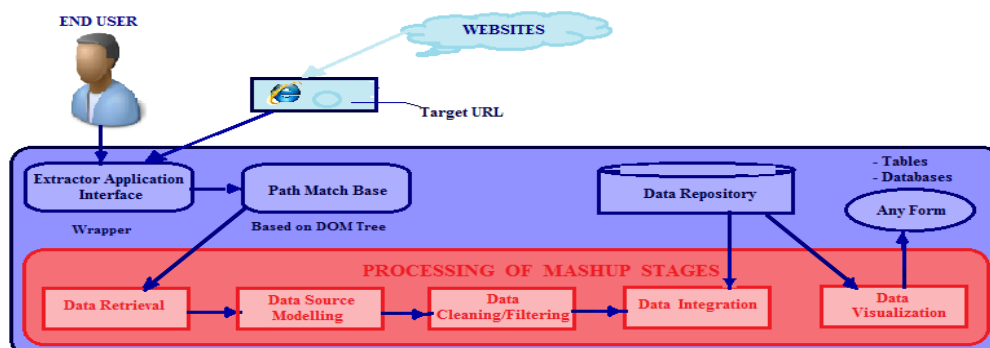 END USER
WEBSITES
Target URL
Extractor Application
Interface
Wrapper
Path Match Base
Based on DOM Tree
Data Repository
- Tables
- Databases
Any Form
PROCESSING OF MASHUP STAGES
Data Retrieval
Data Source
Modelling
Data
Cleaning/Filtering
Data Integration
Data
Visualization